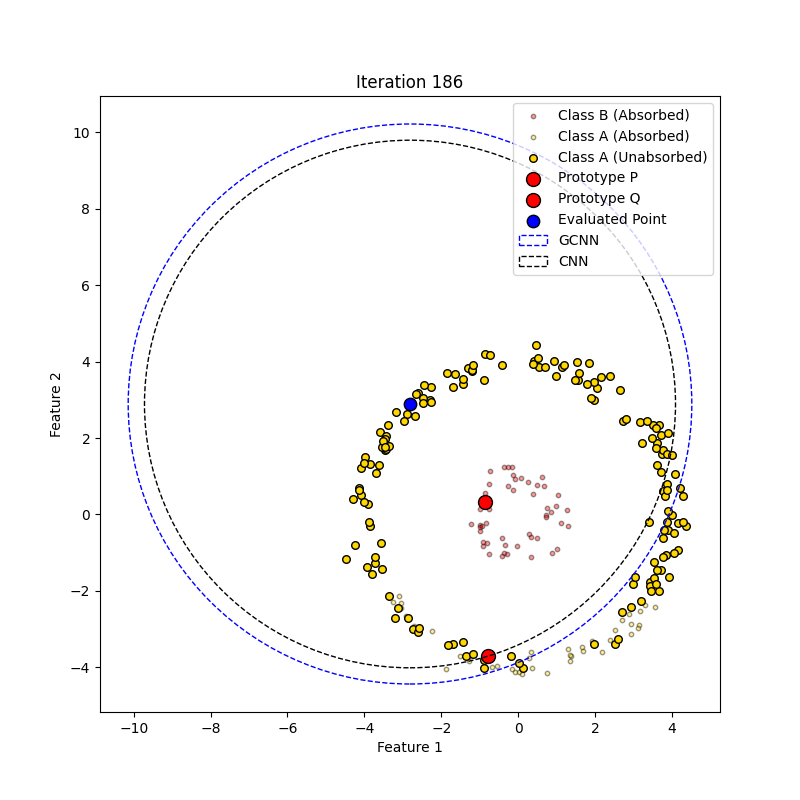 Iteration 186
Class B (Absorbed)
Class A (Absorbed)
Class A (Unabsorbed)
Prototype P
Prototype Q
Evaluated Point
GCNN
CNN
10
8
6
4
2
0
−2
−4
Feature 2
−10 −8 −6 −4 −2 0 2 4
Feature 1